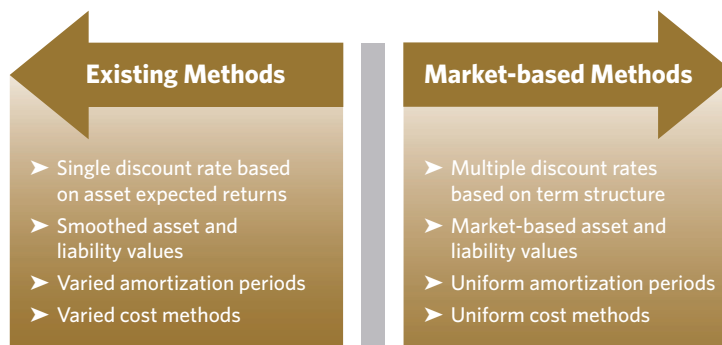 Existing Methods
➤ Single discount rate based
on asset expected returns
➤ Smoothed asset and
liability values
➤ Varied amortization periods
➤ Varied cost methods
Market-based Methods
➤ Multiple discount rates
based on term structure
➤ Market-based asset and
liability values
➤ Uniform amortization periods
➤ Uniform cost methods